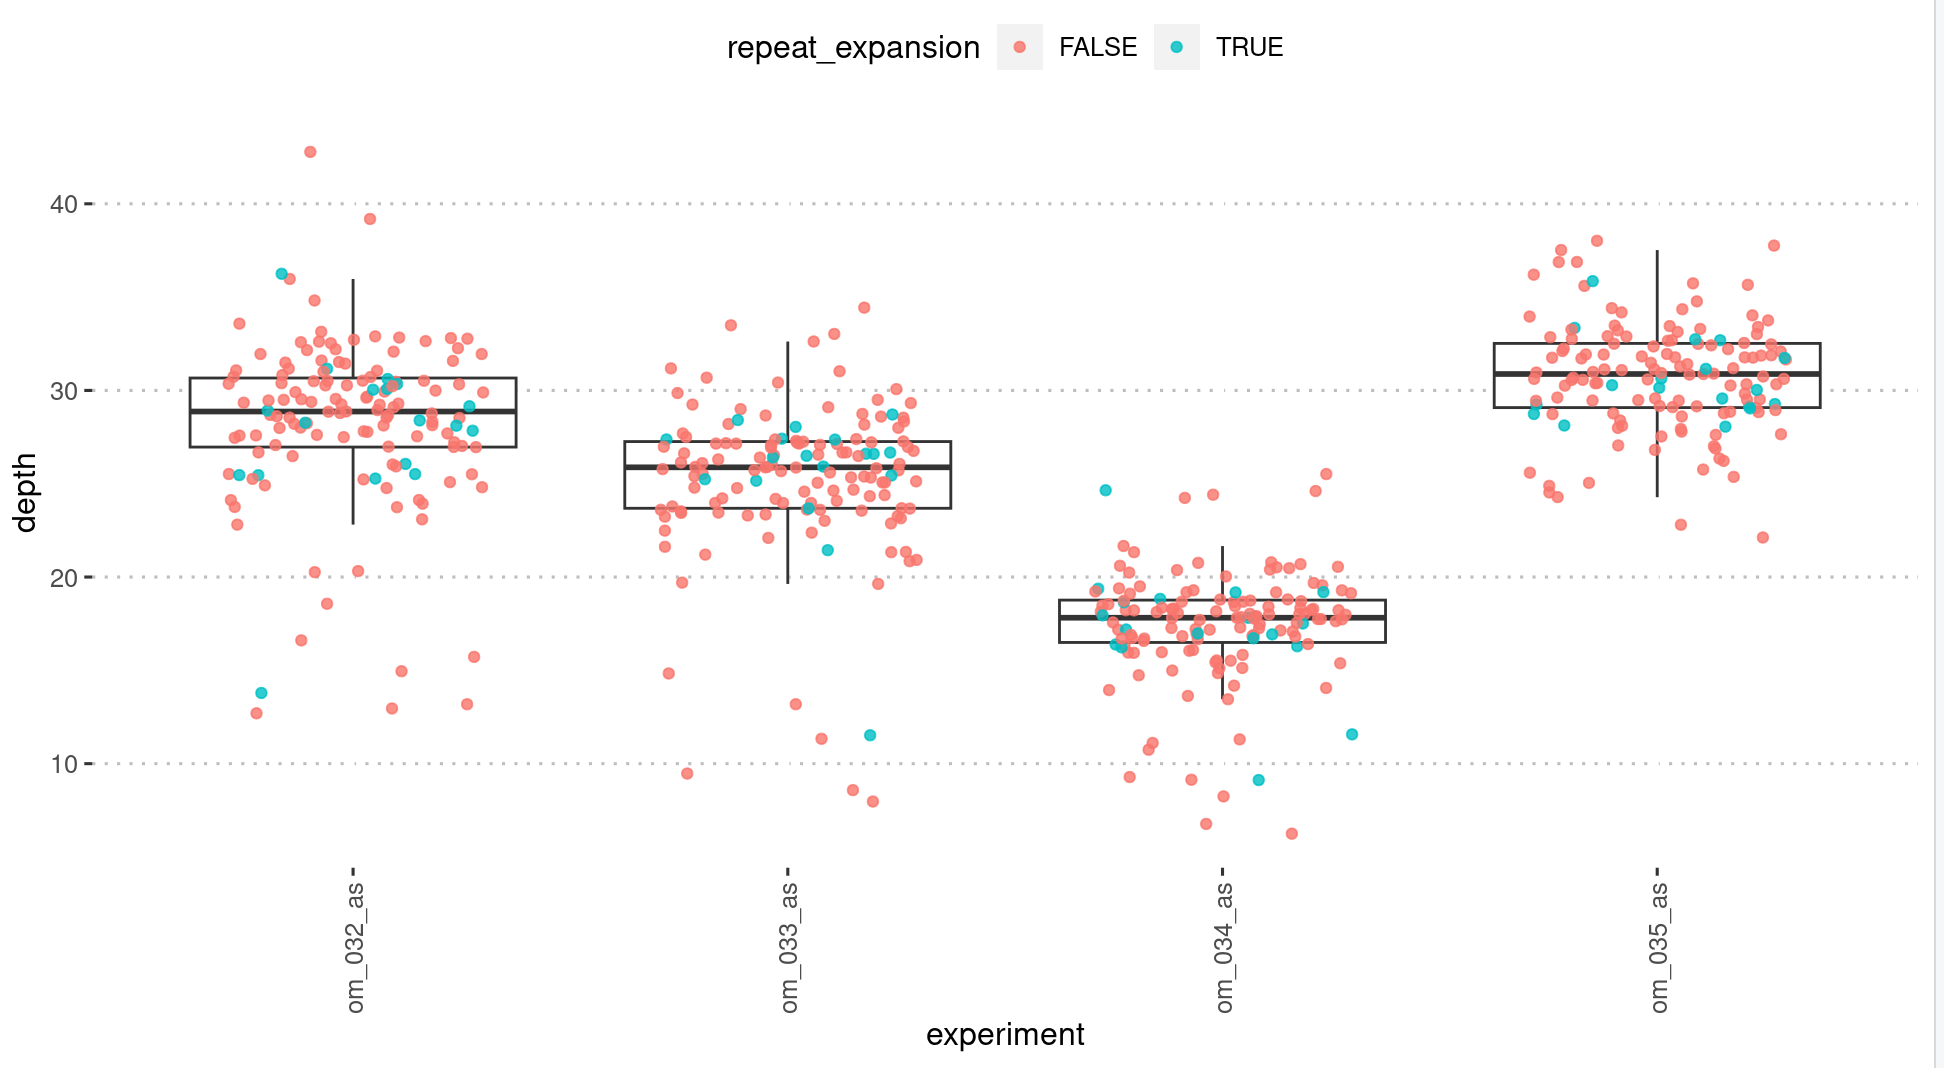 repeat_expansion FALSE TRUE
40
30
20
10
depth
om_032_as om_033_as om_034_as om_035_as
experiment